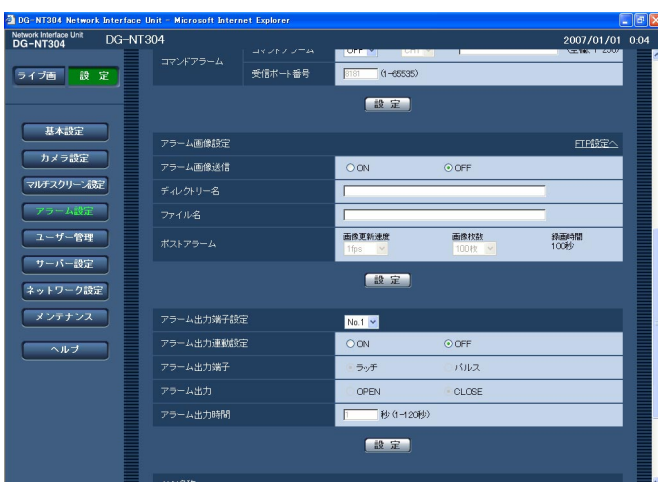 DG-NT304 Network Interface Unit - Microsoft Internet Explorer
Network Interface Unit
DG-NT304
DG-NT304
2007/01/01 0:04
ライブ画
設 定
基本設定
カメラ設定
マルチスクリーン設定
アラーム設定
ユーザー管理
サーバー設定
ネットワーク設定
メンテナンス
ヘルプ
コマンドアラーム
OFF
CH1
受信ポート番号
8181 (1-65535)
設 定
アラーム画像設定
FTP設定へ
アラーム画像送信
ON OFF
ディレクトリー名
ファイル名
ポストアラーム
画像更新速度 画像枚数 録画時間
1fps 100枚 100秒
設 定
アラーム出力端子設定
No.1
アラーム出力連動設定
ON OFF
アラーム出力端子
ラッチ パルス
アラーム出力
OPEN CLOSE
アラーム出力時間
1 秒 (1-120秒)
設 定